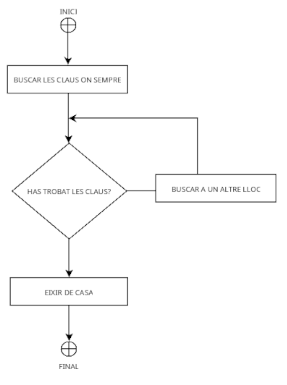 INICI
BUSCAR LES CLAUS ON SEMPRE
HAS TROBAT LES CLAUS?
BUSCAR A UN ALTRE LLOC
EIXIR DE CASA
FINAL